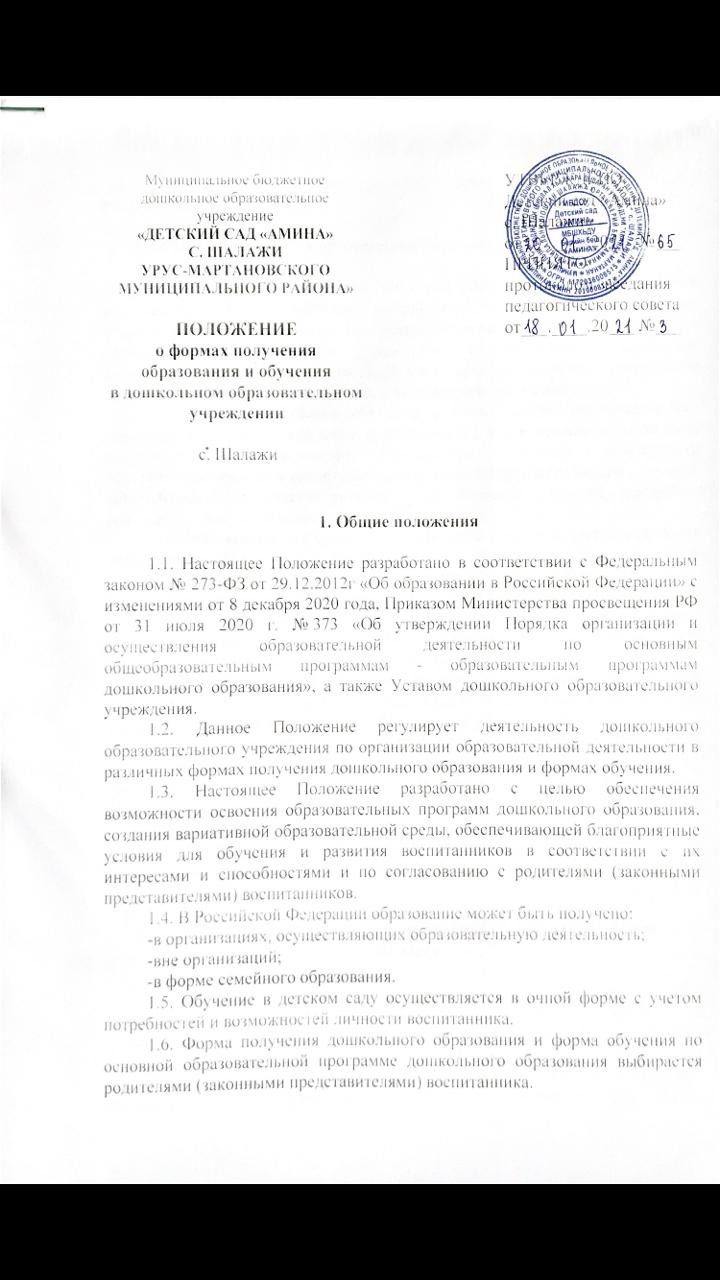 Муниципальное бюджетное
дошкольное образовательное
учреждение
«ДЕТСКИЙ САД «АМИНА»
С. ШАЛАЖИ
УРУС-МАРТАНОВСКОГО
МУНИЦИПАЛЬНОГО РАЙОНА»
ПОЛОЖЕНИЕ
о формах получения
образования и обучения
в дошкольном образовательном
учреждении
с. Шалажи
МБДОУ
Детский сад
№ 65
педагогического совета
от 18 . 01 .20 21 № 3
1. Общие положения
1.1. Настоящее Положение разработано в соответствии с Федеральным
законом № 273-ФЗ от 29.12.2012г «Об образовании в Российской Федерации» с
изменениями от 8 декабря 2020 года, Приказом Министерства просвещения РФ
от 31 июля 2020 г. № 373 «Об утверждении Порядка организации и
осуществления образовательной деятельности по основным
общеобразовательным программам - образовательным программам
дошкольного образования», а также Уставом дошкольного образовательного
учреждения.
1.2. Данное Положение регулирует деятельность дошкольного
образовательного учреждения по организации образовательной деятельности в
различных формах получения дошкольного образования и формах обучения.
1.3. Настоящее Положение разработано с целью обеспечения
возможности освоения образовательных программ дошкольного образования,
создания вариативной образовательной среды, обеспечивающей благоприятные
условия для обучения и развития воспитанников в соответствии с их
интересами и способностями и по согласованию с родителями (законными
представителями) воспитанников.
1.4. В Российской Федерации образование может быть получено:
-в организациях, осуществляющих образовательную деятельность;
-вне организаций;
-в форме семейного образования.
1.5. Обучение в детском саду осуществляется в очной форме с учетом
потребностей и возможностей личности воспитанника.
1.6. Форма получения дошкольного образования и форма обучения по
основной образовательной программе дошкольного образования выбирается
родителями (законными представителями) воспитанника.